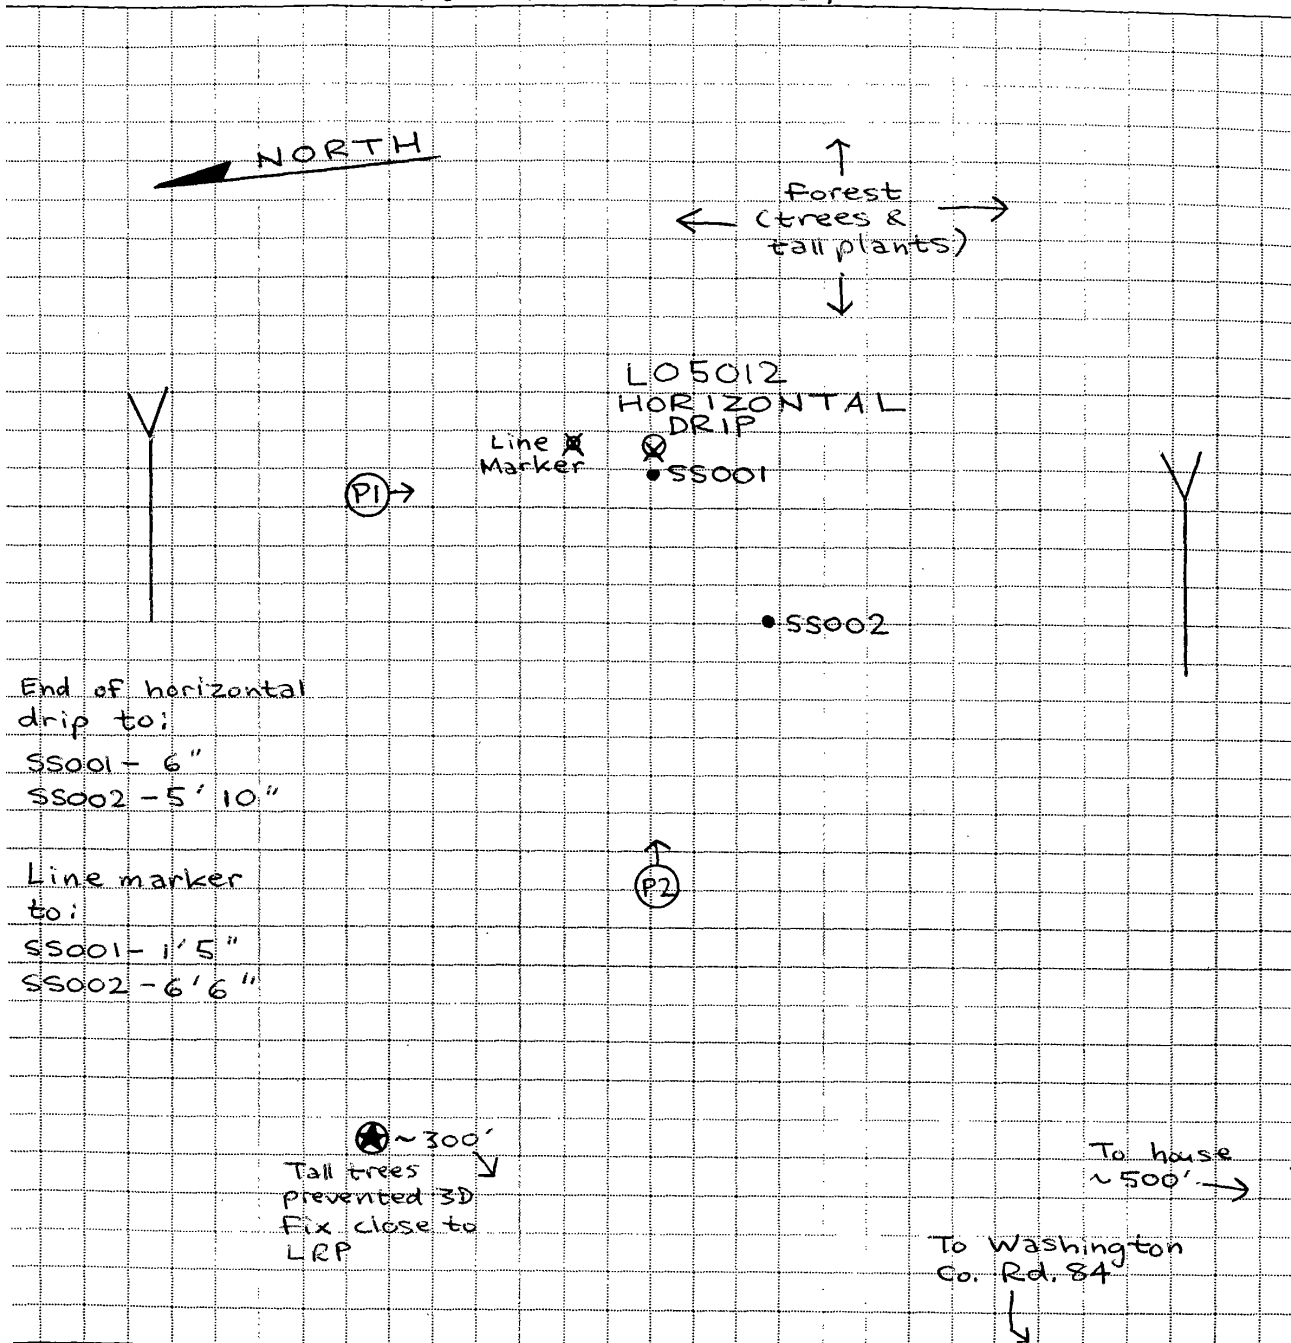 NORTH
Forest
(trees &
tall plants)
LO5012
HORIZONTAL
DRIP
Line
Marker
SS001
P1
SS002
End of horizontal
drip to:
SS001 - 6"
SS002 - 5' 10"
P2
Line marker
to:
SS001 - 1' 5"
SS002 - 6' 6"
~300'
Tall trees
prevented 3D
Fix close to
LRP
To house
~500'
To Washington
Co. Rd. 84